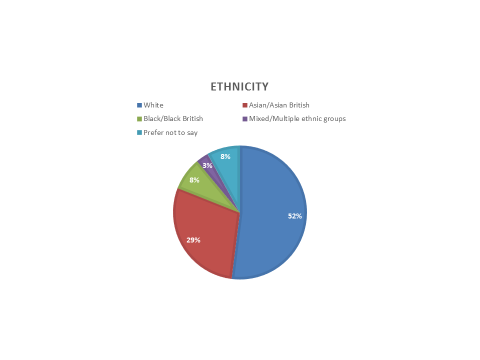 ETHNICITY
White Asian/Asian British
Black/Black British Mixed/Multiple ethnic groups
Prefer not to say
8%
3%
8%
52%
29%